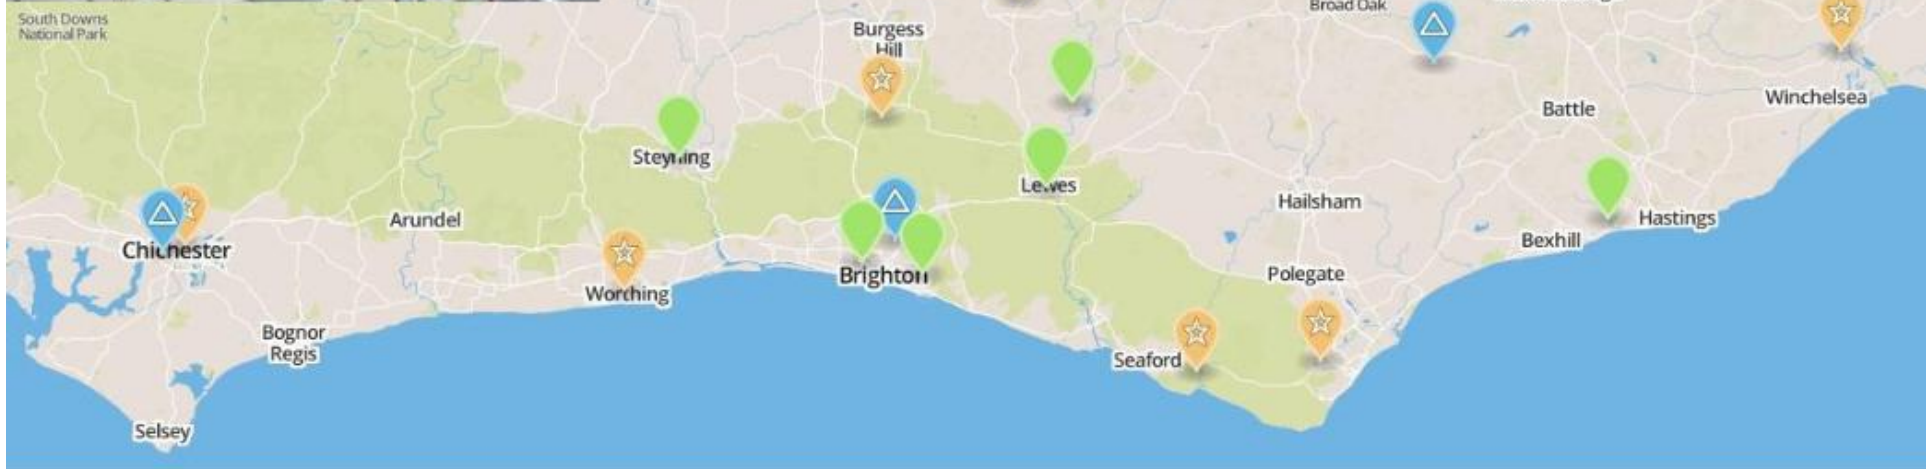 South Downs
National Park
Burgess
Hill
Broad Oak
Winchelsea
Battle
Steyning
Lewes
Hailsham
Arundel
Hastings
Chichester
Bexhill
Brighton
Polegate
Worthing
Bognor
Regis
Seaford
Selsey